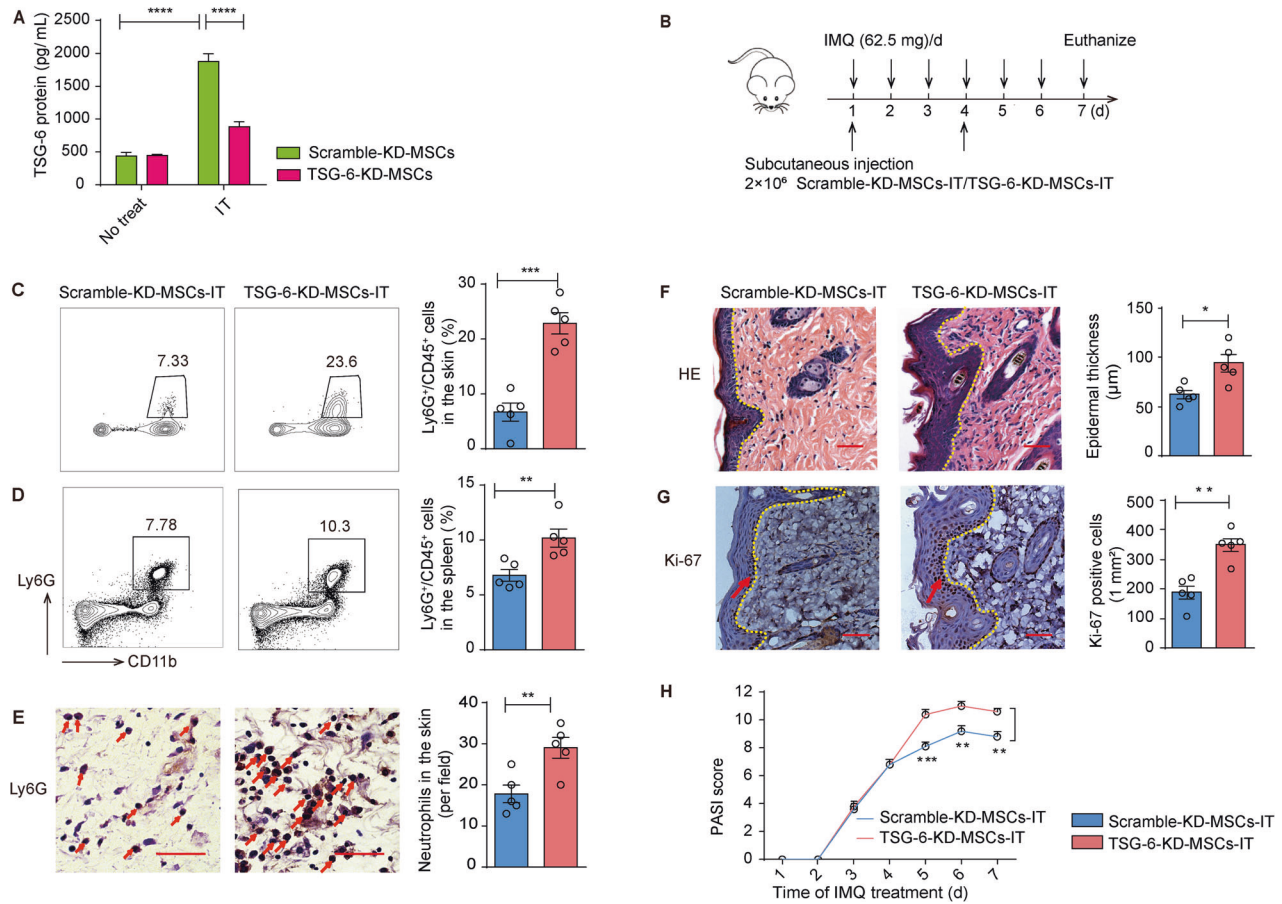 A
TSG-6 protein (pg/mL)
2500
2000
1500
1000
500
0
**** ****
No treat
IT
Scramble-KD-MSCs
TSG-6-KD-MSCs
B
IMQ (62.5 mg)/d
Euthanize
1 2 3 4 5 6 7 (d)
Subcutaneous injection
2×10⁶ Scramble-KD-MSCs-IT/TSG-6-KD-MSCs-IT
C
Scramble-KD-MSCs-IT TSG-6-KD-MSCs-IT
7.33
23.6
Ly6G⁺/CD45⁺ cells
in the skin (%)
30
20
10
0
***
D
7.78
10.3
Ly6G
CD11b
Ly6G⁺/CD45⁺ cells
in the spleen (%)
15
10
5
0
**
E
Ly6G
Neutrophils in the skin
(per field)
40
30
20
10
0
**
F
Scramble-KD-MSCs-IT TSG-6-KD-MSCs-IT
HE
Epidermal thickness
(μm)
150
100
50
0
*
G
Ki-67
Ki-67 positive cells
(1 mm²)
500
400
300
200
100
0
* *
H
PASI score
12
10
8
6
4
2
0
***
**
**
Scramble-KD-MSCs-IT
TSG-6-KD-MSCs-IT
1 2 3 4 5 6 7
Time of IMQ treatment (d)
Scramble-KD-MSCs-IT
TSG-6-KD-MSCs-IT